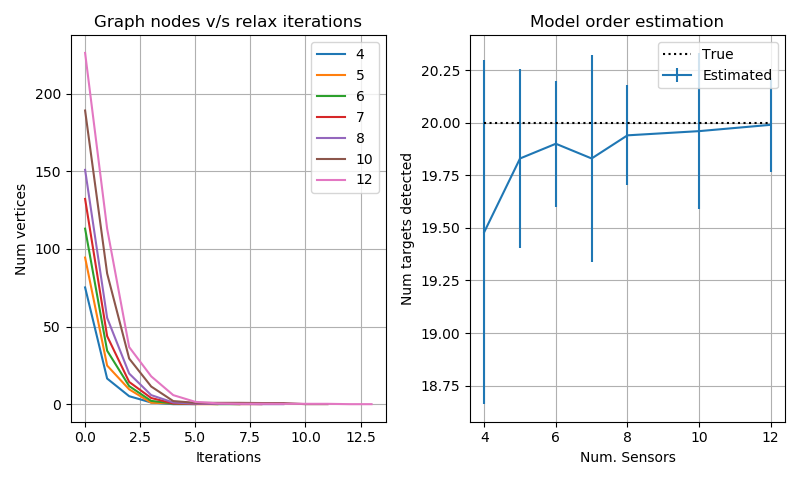 Graph nodes v/s relax iterations
4
5
6
7
8
10
12
200
150
100
50
0
Num vertices
0.0 2.5 5.0 7.5 10.0 12.5
Iterations
Model order estimation
True
Estimated
20.25
20.00
19.75
19.50
19.25
19.00
18.75
Num targets detected
4 6 8 10 12
Num. Sensors